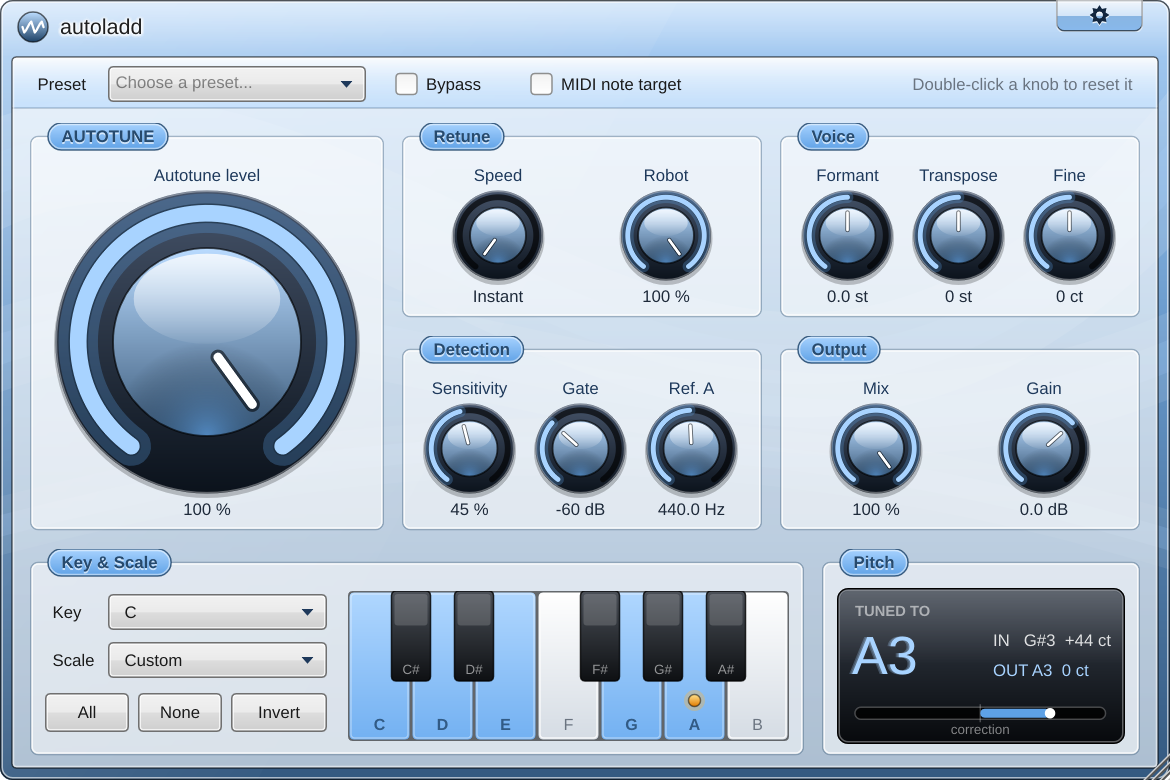 autoladd
Preset
Choose a preset...
Bypass
MIDI note target
Double-click a knob to reset it
AUTOTUNE
Autotune level
100 %
Retune
Speed
Robot
Instant
100 %
Voice
Formant
Transpose
Fine
0.0 st
0 st
0 ct
Detection
Sensitivity
Gate
Ref. A
45 %
-60 dB
440.0 Hz
Output
Mix
Gain
100 %
0.0 dB
Key & Scale
Key
C
Scale
Custom
All
None
Invert
C#
D#
F#
G#
A#
C
D
E
F
G
A
B
Pitch
TUNED TO
A3
IN G#3 +44 ct
OUT A3 0 ct
correction